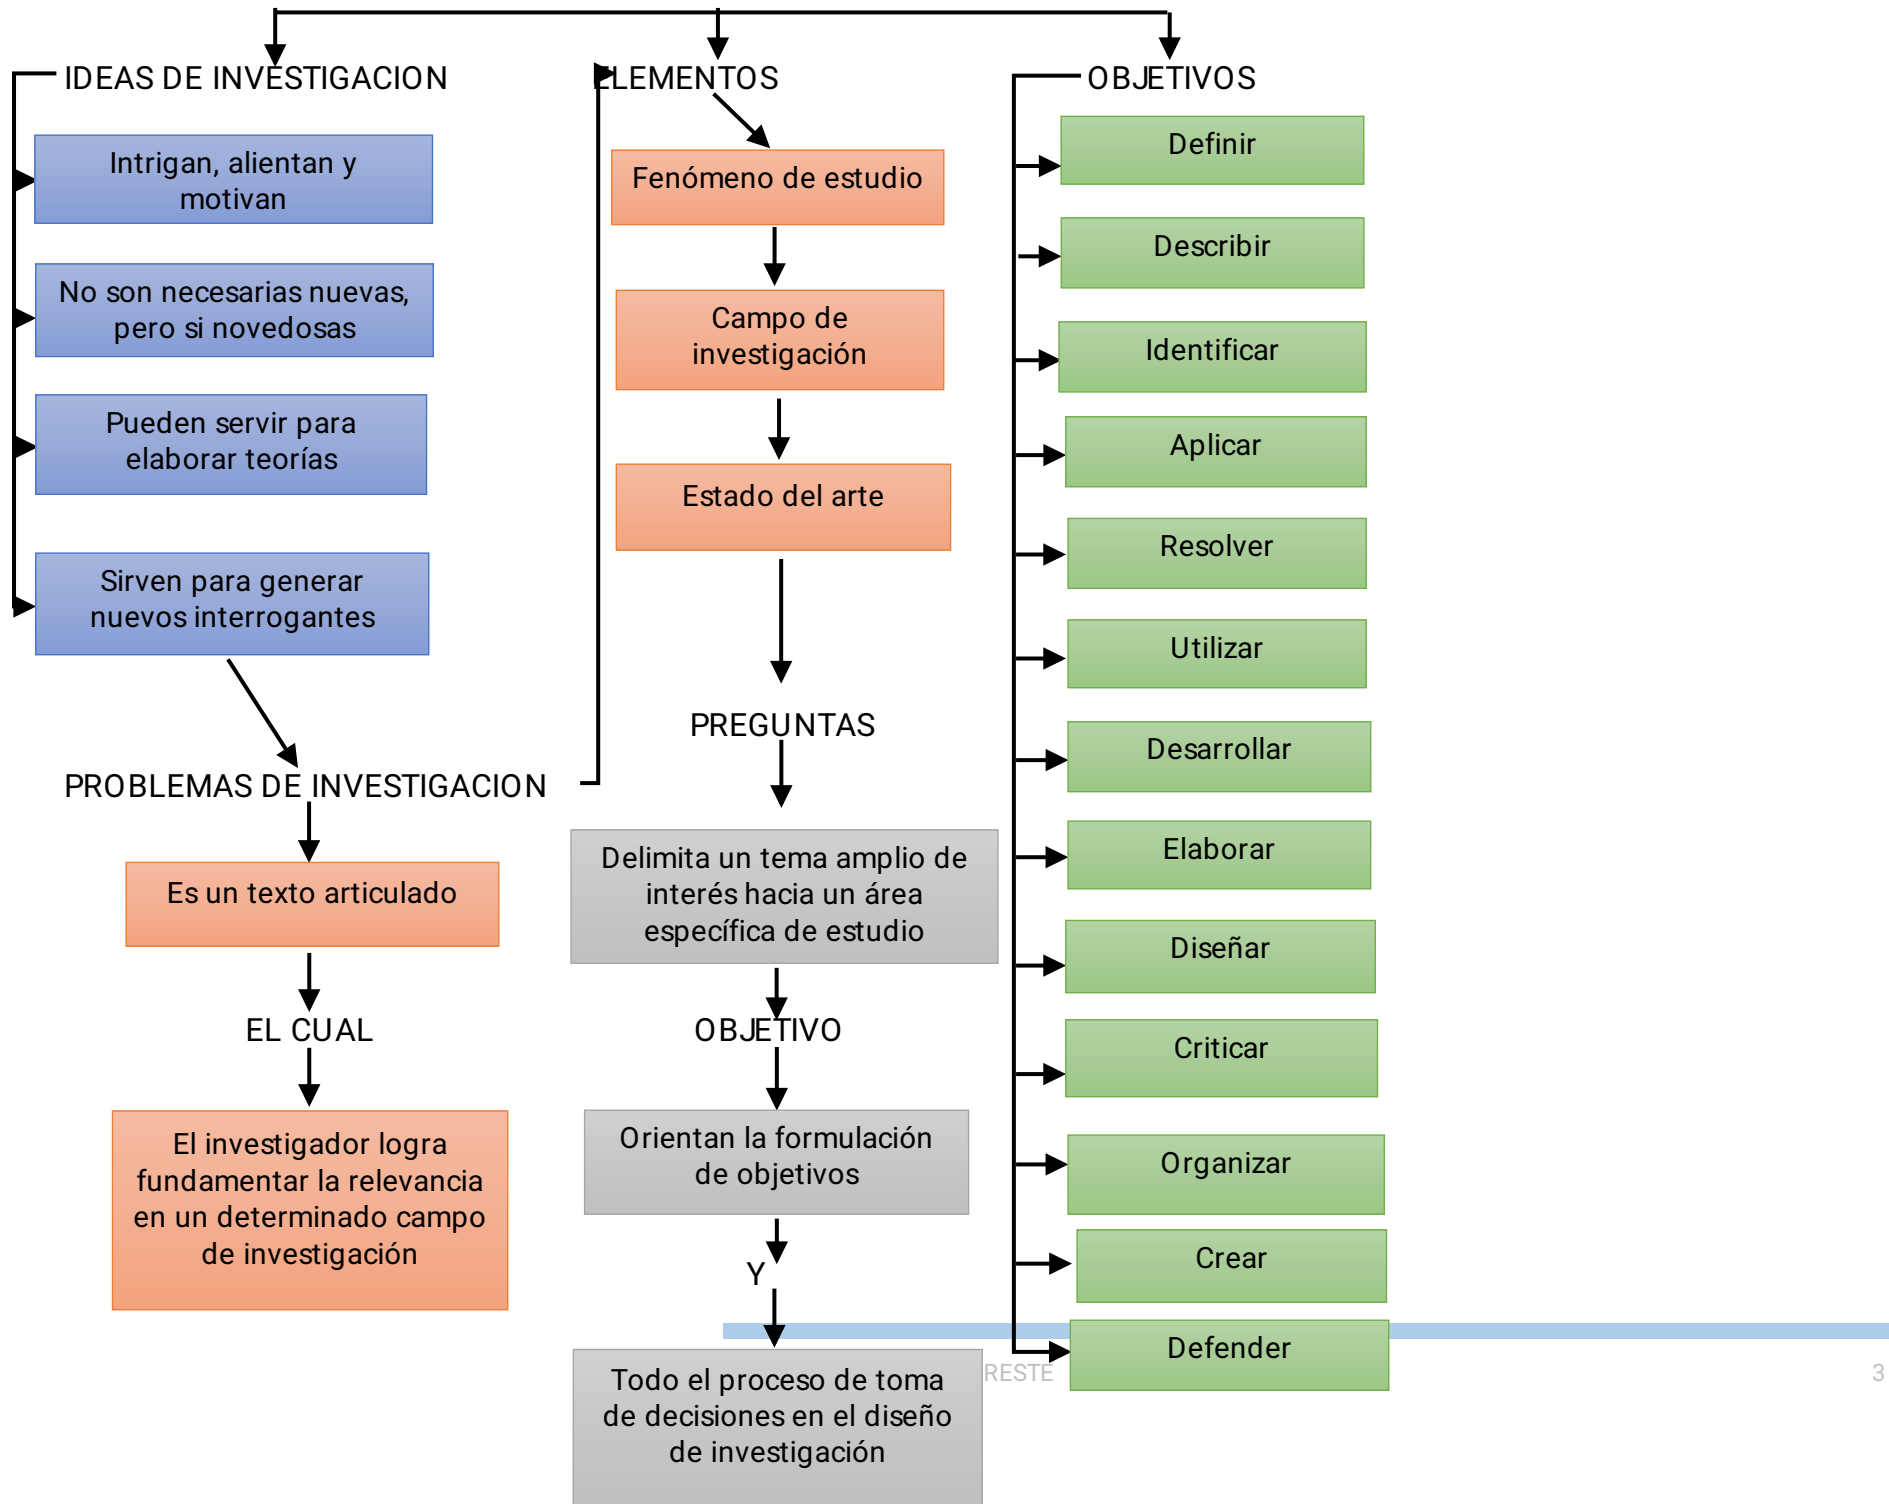 IDEAS DE INVESTIGACION
Intrigan, alientan y
motivan
No son necesarias nuevas,
pero si novedosas
Pueden servir para
elaborar teorías
Sirven para generar
nuevos interrogantes
PROBLEMAS DE INVESTIGACION
Es un texto articulado
EL CUAL
El investigador logra
fundamentar la relevancia
en un determinado campo
de investigación
ELEMENTOS
Fenómeno de estudio
Campo de
investigación
Estado del arte
PREGUNTAS
Delimita un tema amplio de
interés hacia un área
específica de estudio
OBJETIVO
Orientan la formulación
de objetivos
Y
Todo el proceso de toma
de decisiones en el diseño
de investigación
OBJETIVOS
Definir
Describir
Identificar
Aplicar
Resolver
Utilizar
Desarrollar
Elaborar
Diseñar
Criticar
Organizar
Crear
Defender
RESTE
3